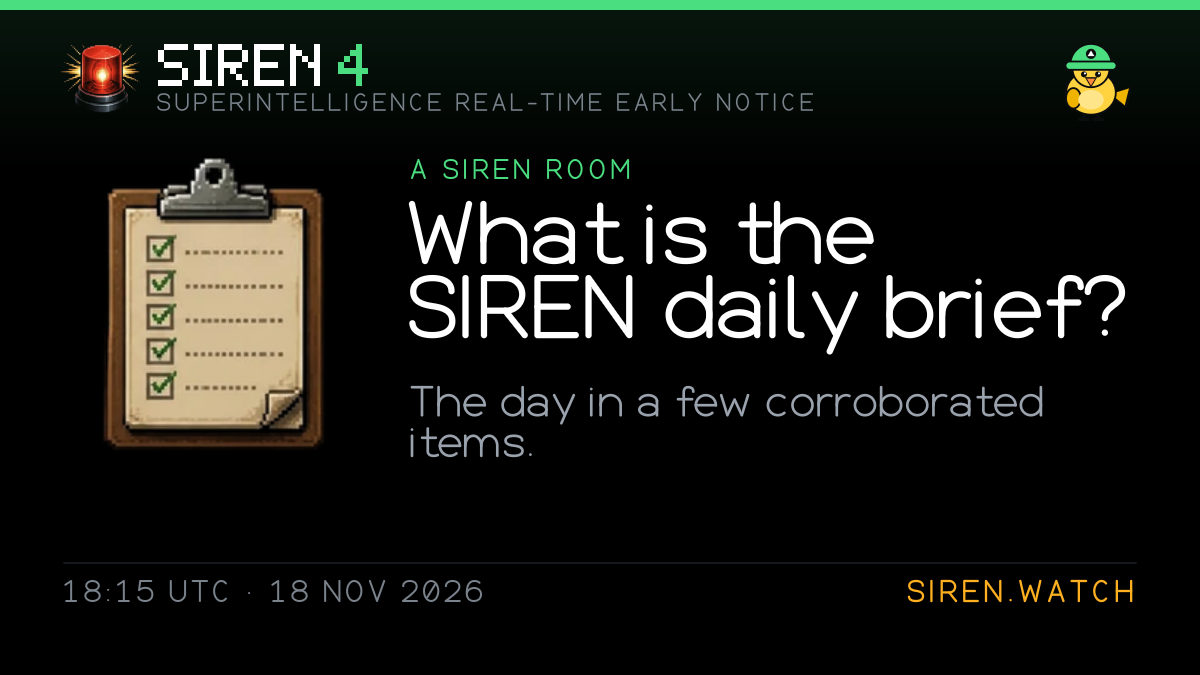 SIREN 4
SUPERINTELLIGENCE REAL-TIME EARLY NOTICE
A SIREN ROOM
What is the
SIREN daily brief?
The day in a few corroborated
items.
18:15 UTC · 18 NOV 2026
SIREN.WATCH